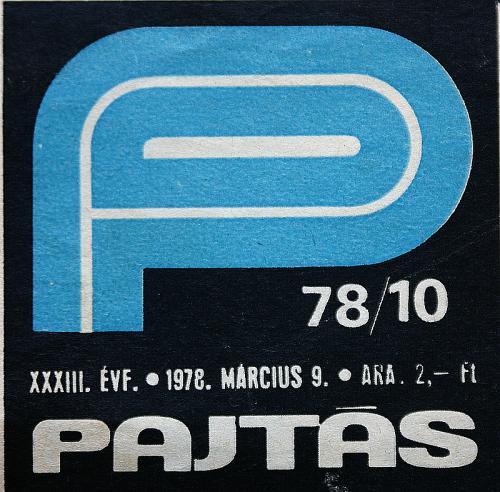 P
78/10
XXXIII. ÉVF. • 1978. MÁRCIUS 9. • ÁRA. 2,— Ft
PAJTÁS